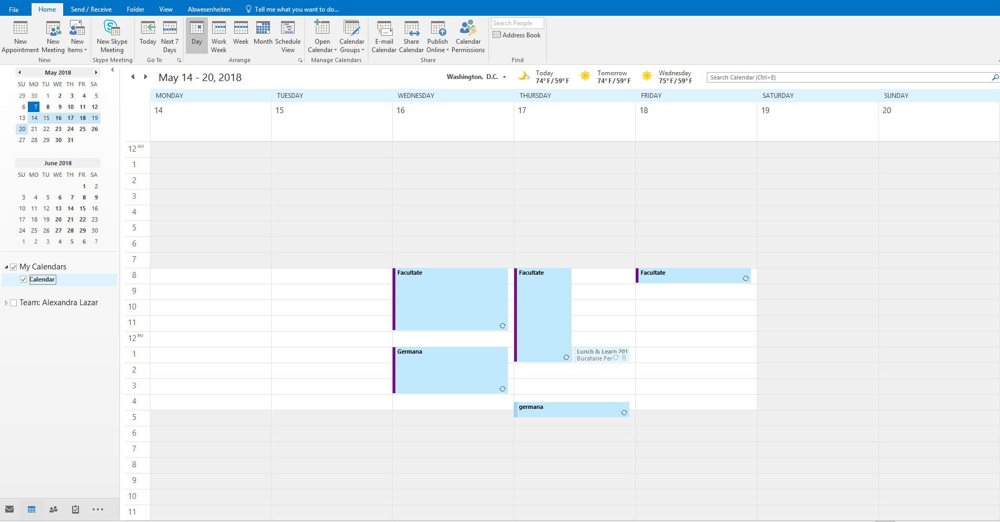 File Home Send / Receive Folder View Abwesenheiten Tell me what you want to do...
New Appointment
New Meeting
New Items
New Skype Meeting
Today
Next 7 Days
Day
Work Week
Week
Month
Schedule View
Open Calendar
Calendar Groups
E-mail Calendar
Share Calendar
Publish Online
Calendar Permissions
Search People
Address Book
New Skype Meeting Go To Arrange Manage Calendars Share Find
May 2018
SU MO TU WE TH FR SA
29 30 1 2 3 4 5
6 7 8 9 10 11 12
13 14 15 16 17 18 19
20 21 22 23 24 25 26
27 28 29 30 31
June 2018
SU MO TU WE TH FR SA
1 2
3 4 5 6 7 8 9
10 11 12 13 14 15 16
17 18 19 20 21 22 23
24 25 26 27 28 29 30
1 2 3 4 5 6 7
My Calendars
Calendar
Team: Alexandra Lazar
May 14 - 20, 2018
Washington, D.C.
Today
74° F / 59° F
Tomorrow
74° F / 59° F
Wednesday
75° F / 59° F
Search Calendar (Ctrl+E)
MONDAY TUESDAY WEDNESDAY THURSDAY FRIDAY SATURDAY SUNDAY
14 15 16 17 18 19 20
12 AM
1
2
3
4
5
6
7
8
9
10
11
12 PM
1
2
3
4
5
6
7
8
9
10
11
Facultate
Germana
Facultate
Lunch & Learn 201
Bucatarie Fer
germana
Facultate